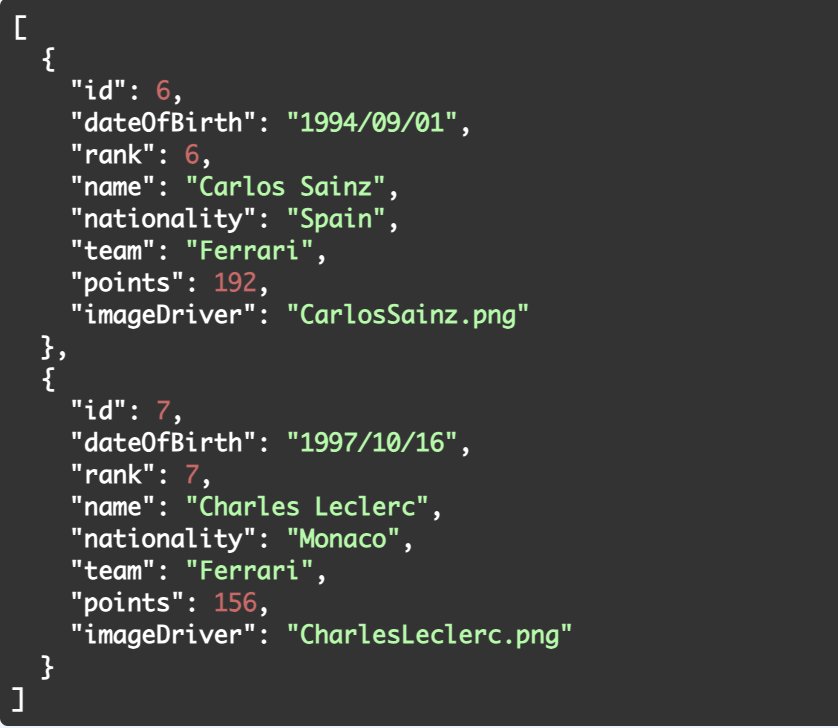 [
  {
    "id": 6,
    "dateOfBirth": "1994/09/01",
    "rank": 6,
    "name": "Carlos Sainz",
    "nationality": "Spain",
    "team": "Ferrari",
    "points": 192,
    "imageDriver": "CarlosSainz.png"
  },
  {
    "id": 7,
    "dateOfBirth": "1997/10/16",
    "rank": 7,
    "name": "Charles Leclerc",
    "nationality": "Monaco",
    "team": "Ferrari",
    "points": 156,
    "imageDriver": "CharlesLeclerc.png"
  }
]